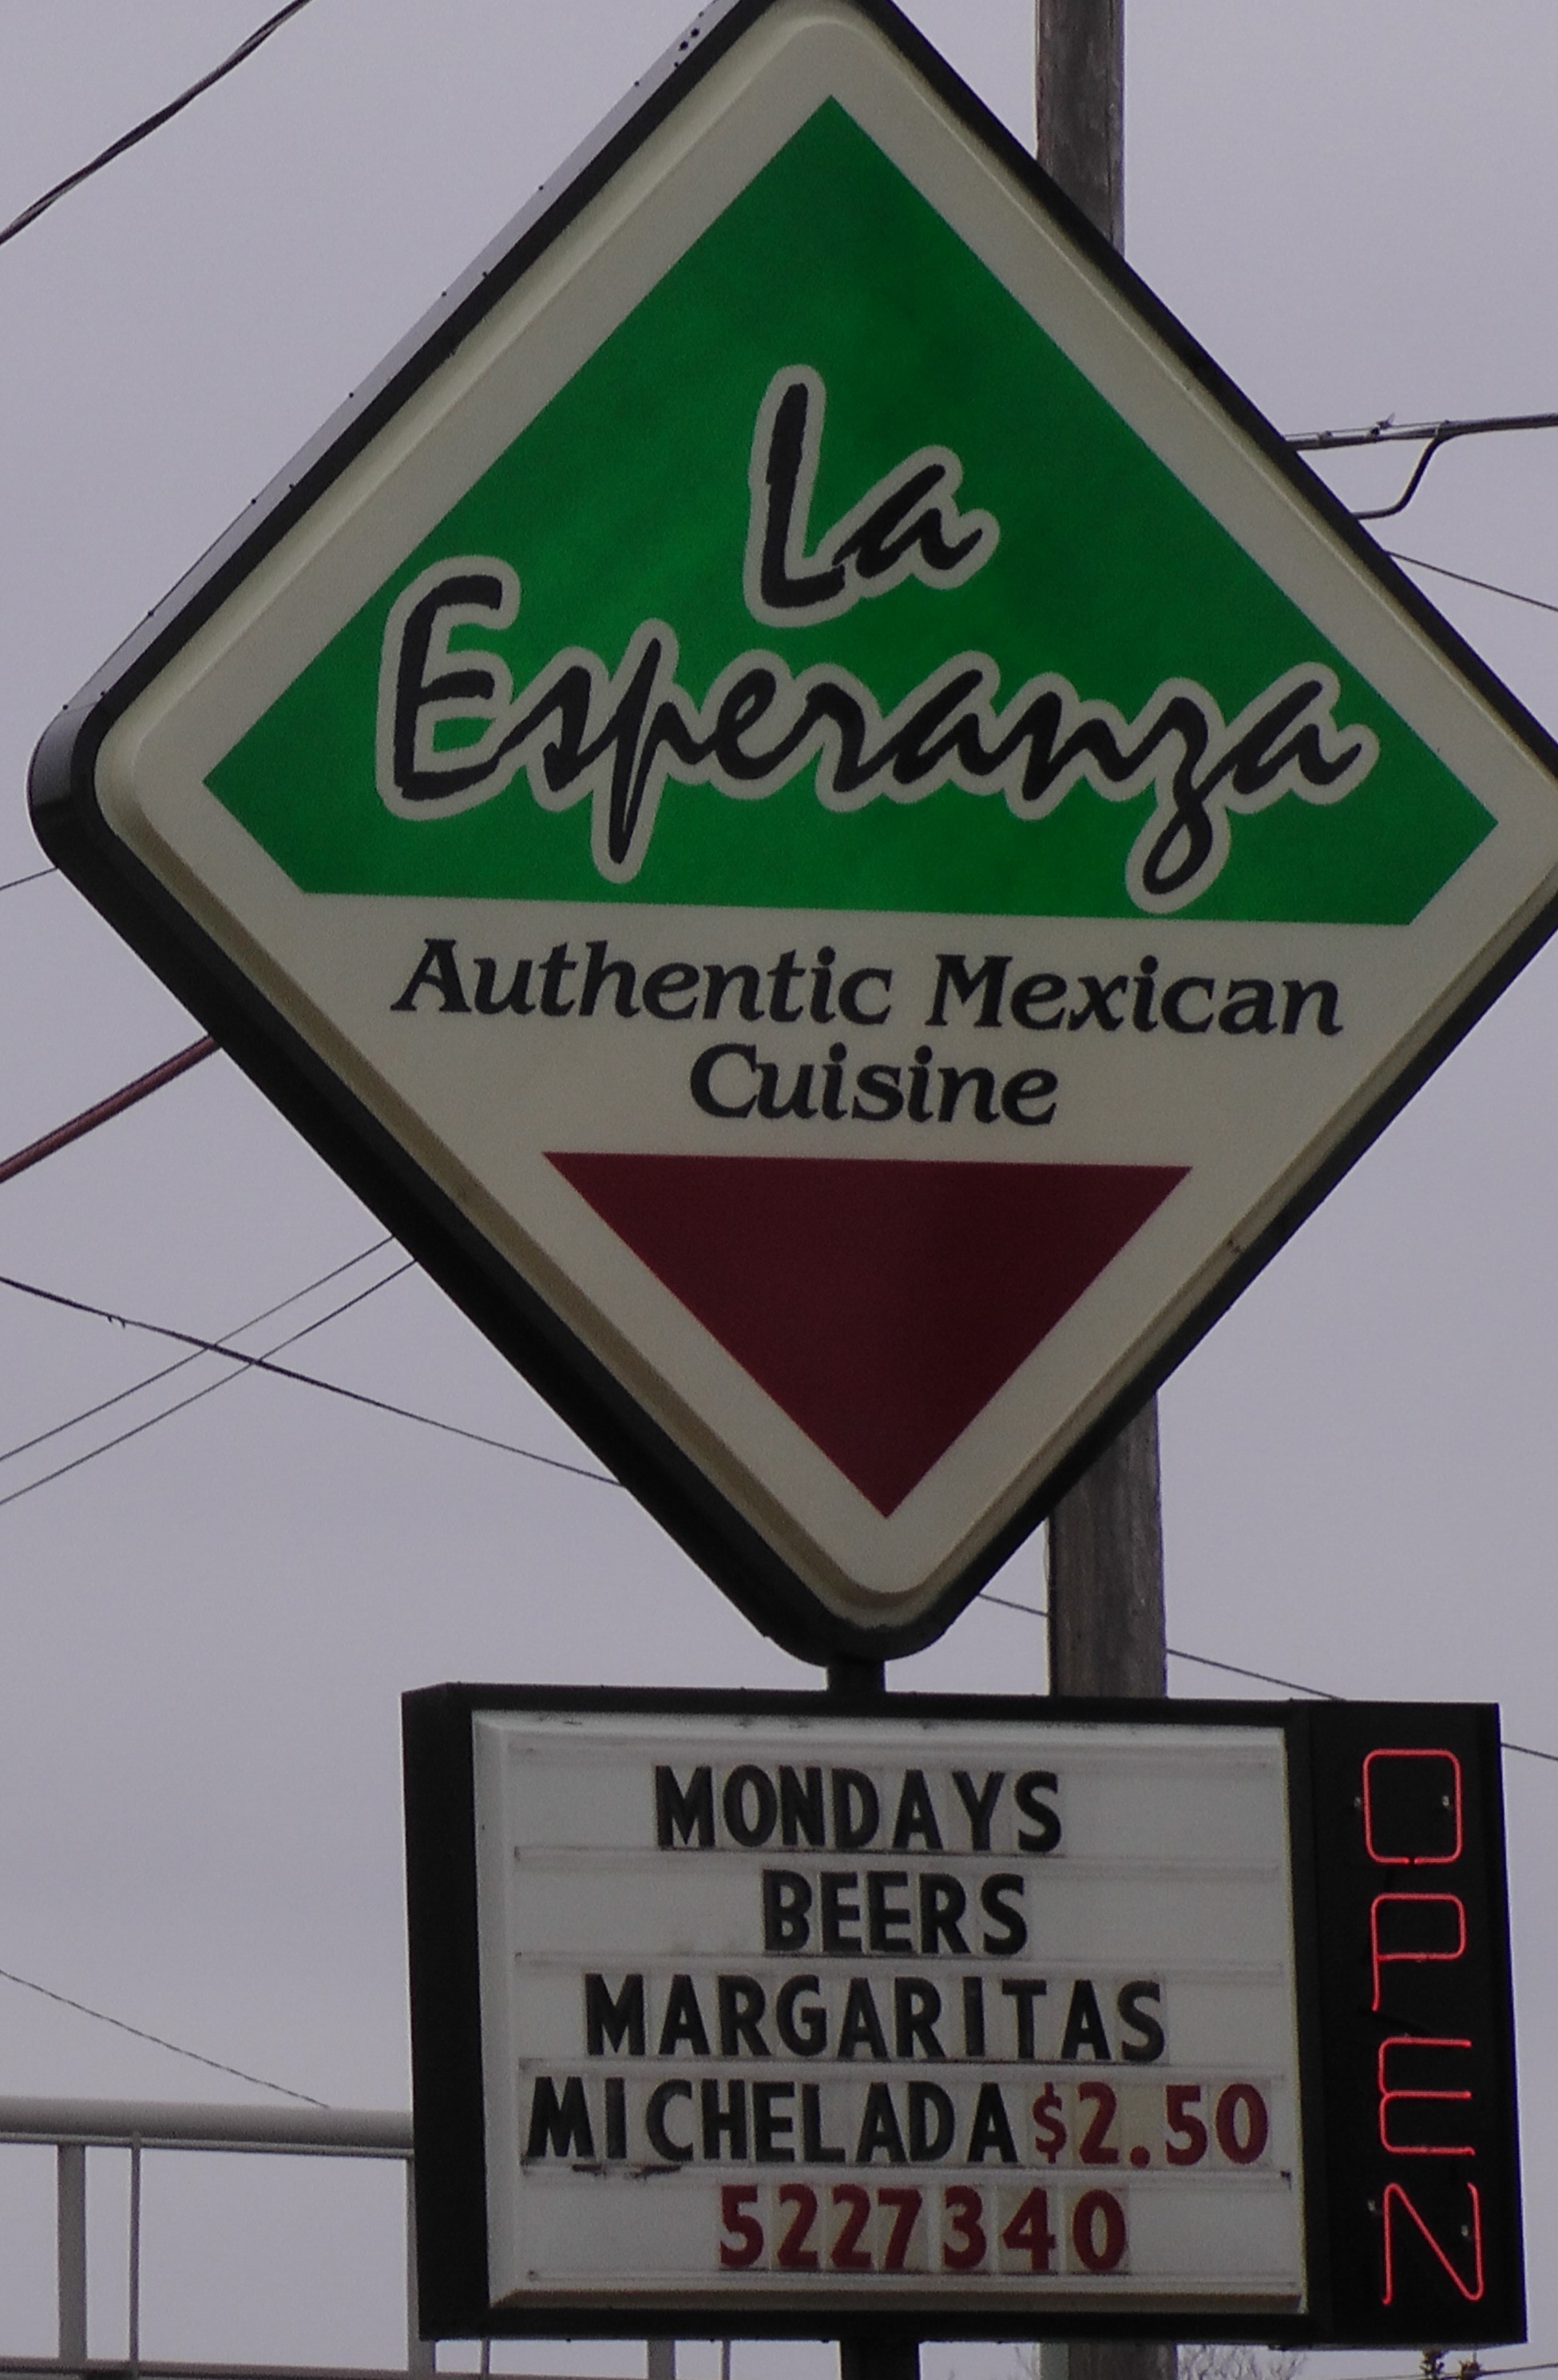 La
Esperanza
Authentic Mexican
Cuisine
MONDAYS
BEERS
MARGARITAS
MICHELADA $2.50
5227340
OPEN